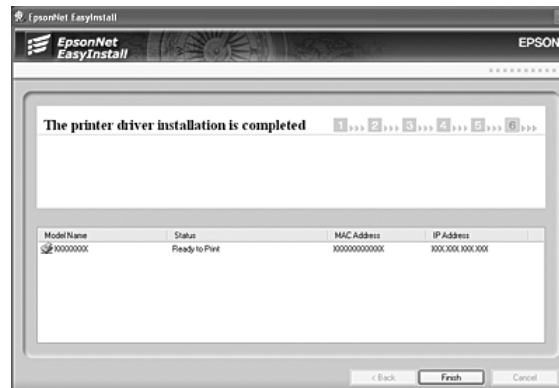 EpsonNet EasyInstall
EpsonNet
EasyInstall
EPSON
The printer driver installation is completed
1 2 3 4 5 6
Model Name Status MAC Address IP Address
XXXXXXXX Ready to Print XXXXXXXXXXXX XXX.XXX.XXX.XXX
< Back Finish Cancel